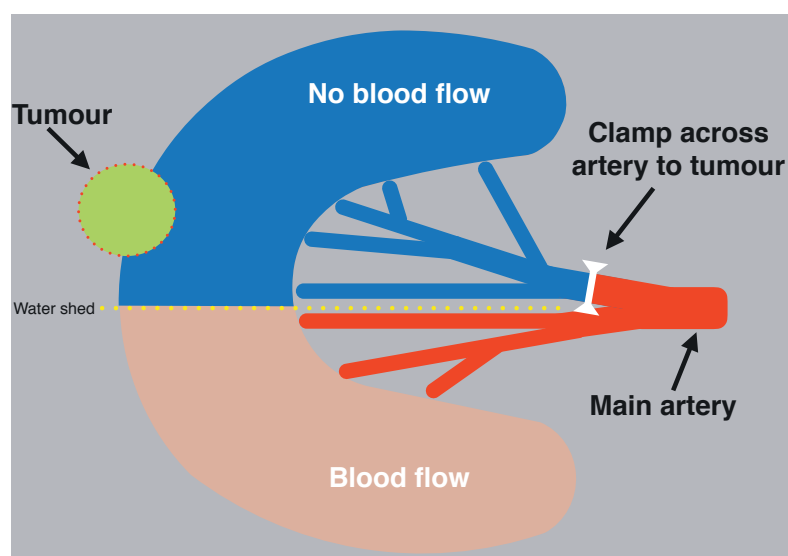 No blood flow
Tumour
Clamp across
artery to tumour
Water shed
Main artery
Blood flow